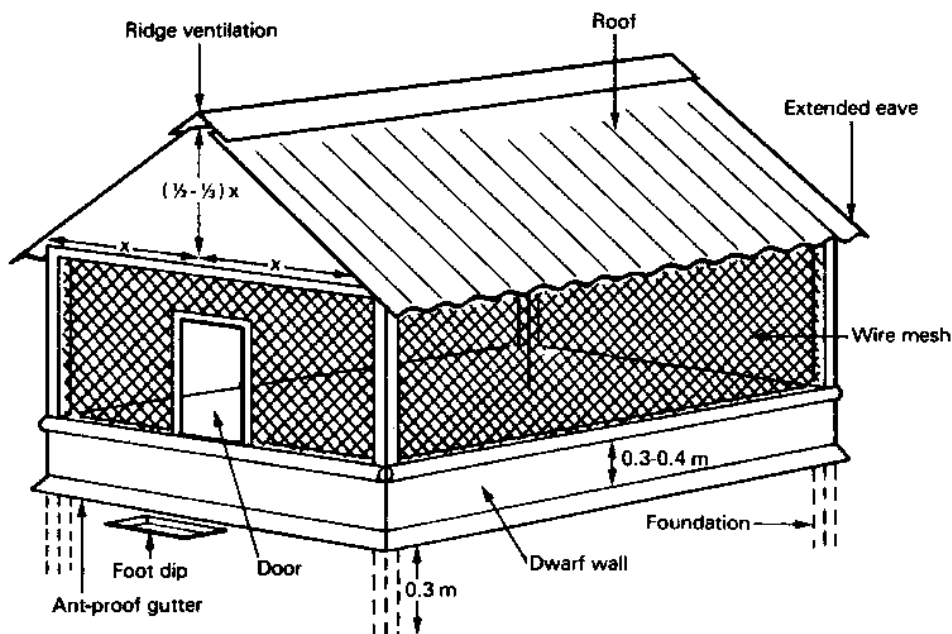 Ridge ventilation
Roof
Extended eave
(½-⅓)x
x
x
Wire mesh
0.3-0.4 m
Foundation
Foot dip
Door
Dwarf wall
0.3 m
Ant-proof gutter